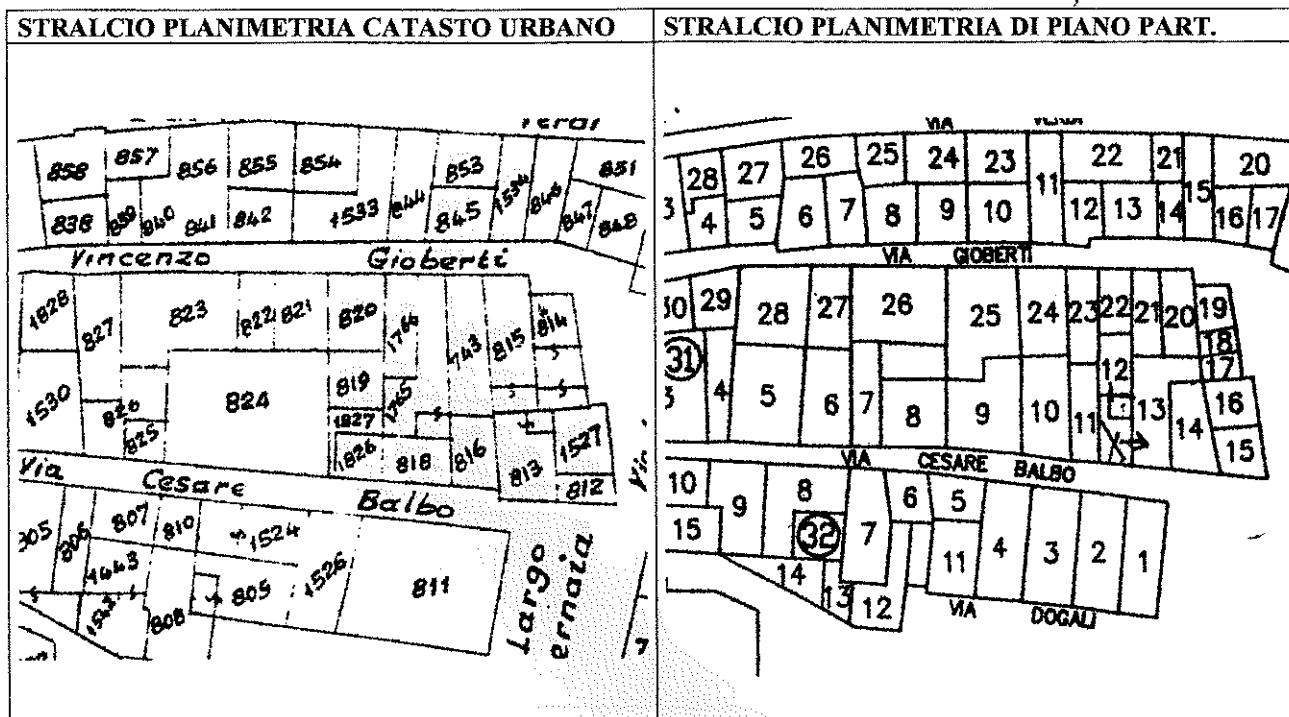 STRALCIO PLANIMETRIA CATASTO URBANO
STRALCIO PLANIMETRIA DI PIANO PART.
858 857 856 855 854 853 851
838 839 840 841 842 1533 844 845 1534 846 847 848
Vincenzo Gioberti
1828 827 823 822 821 820 1766 743 815 814
1530 826 825 824 819 1827 1826 1765 818 816 813 1527 812
Via Cesare Balbo
805 806 807 810 1524
1443 808 805 1526 811
Largo
ernaia
7
VIA
28 27 26 25 24 23 11 22 21 15 20
3 4 5 6 7 8 9 10 12 13 14 16 17
VIA GIOBERTI
30 29 28 27 26 25 24 23 22 21 20 19
31 18
3 4 5 6 7 8 9 10 11 12 13 14 17 16 15
VIA CESARE BALBO
10 9 8 6 5
15 32 7 11 4 3 2 1
14 13 12
VIA DOGALI